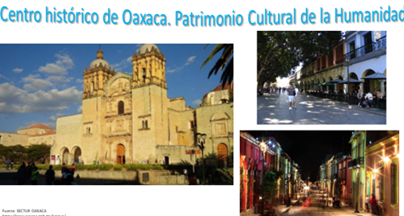 Centro histórico de Oaxaca. Patrimonio Cultural de la Humanidad
Fuente: SECTUR OAXACA